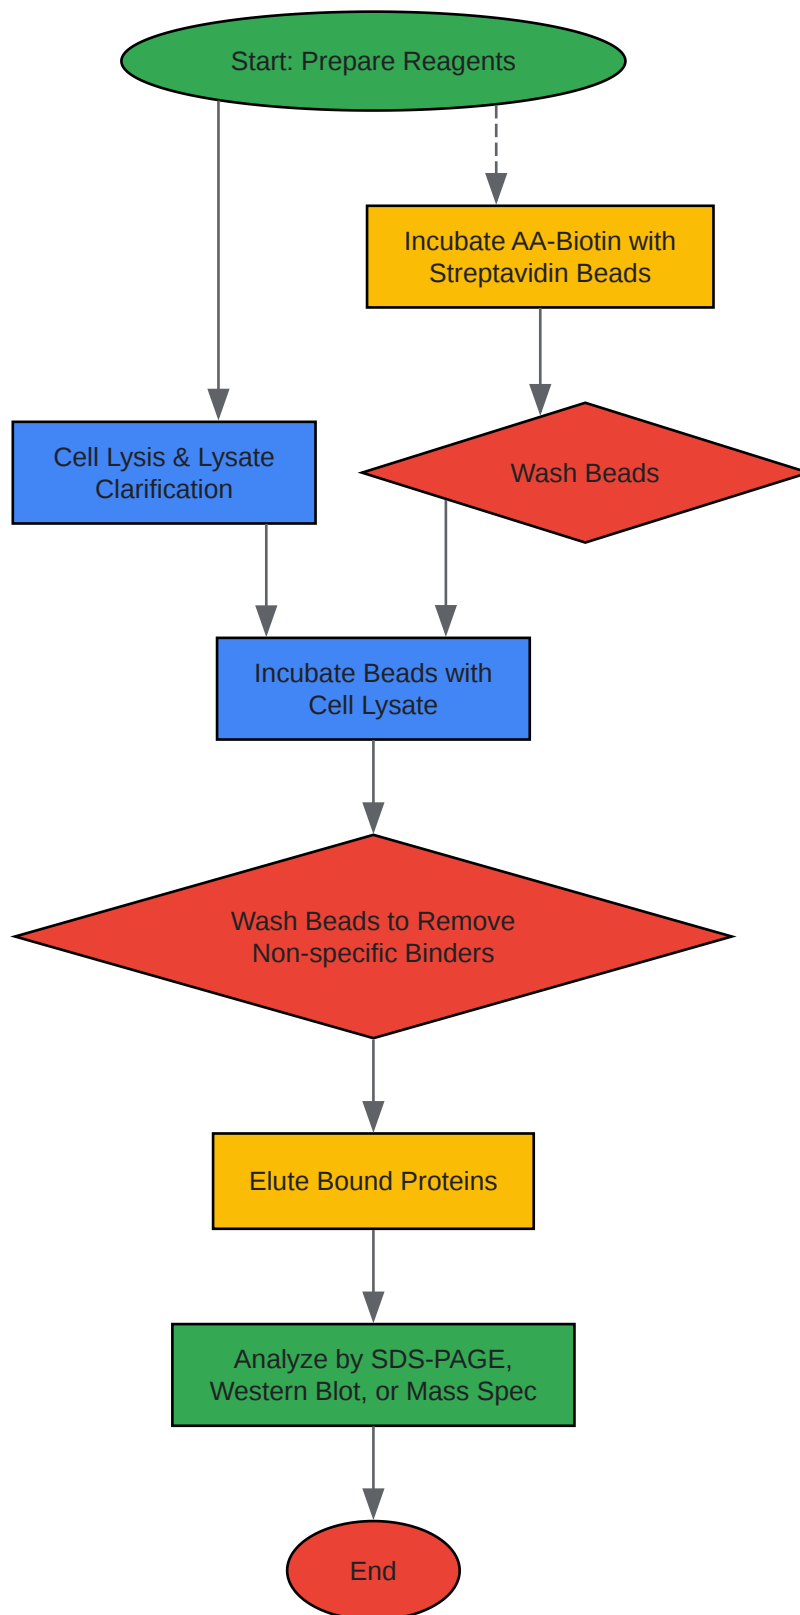 Start: Prepare Reagents
Incubate AA-Biotin with
Streptavidin Beads
Cell Lysis & Lysate
Clarification
Wash Beads
Incubate Beads with
Cell Lysate
Wash Beads to Remove
Non-specific Binders
Elute Bound Proteins
Analyze by SDS-PAGE,
Western Blot, or Mass Spec
End